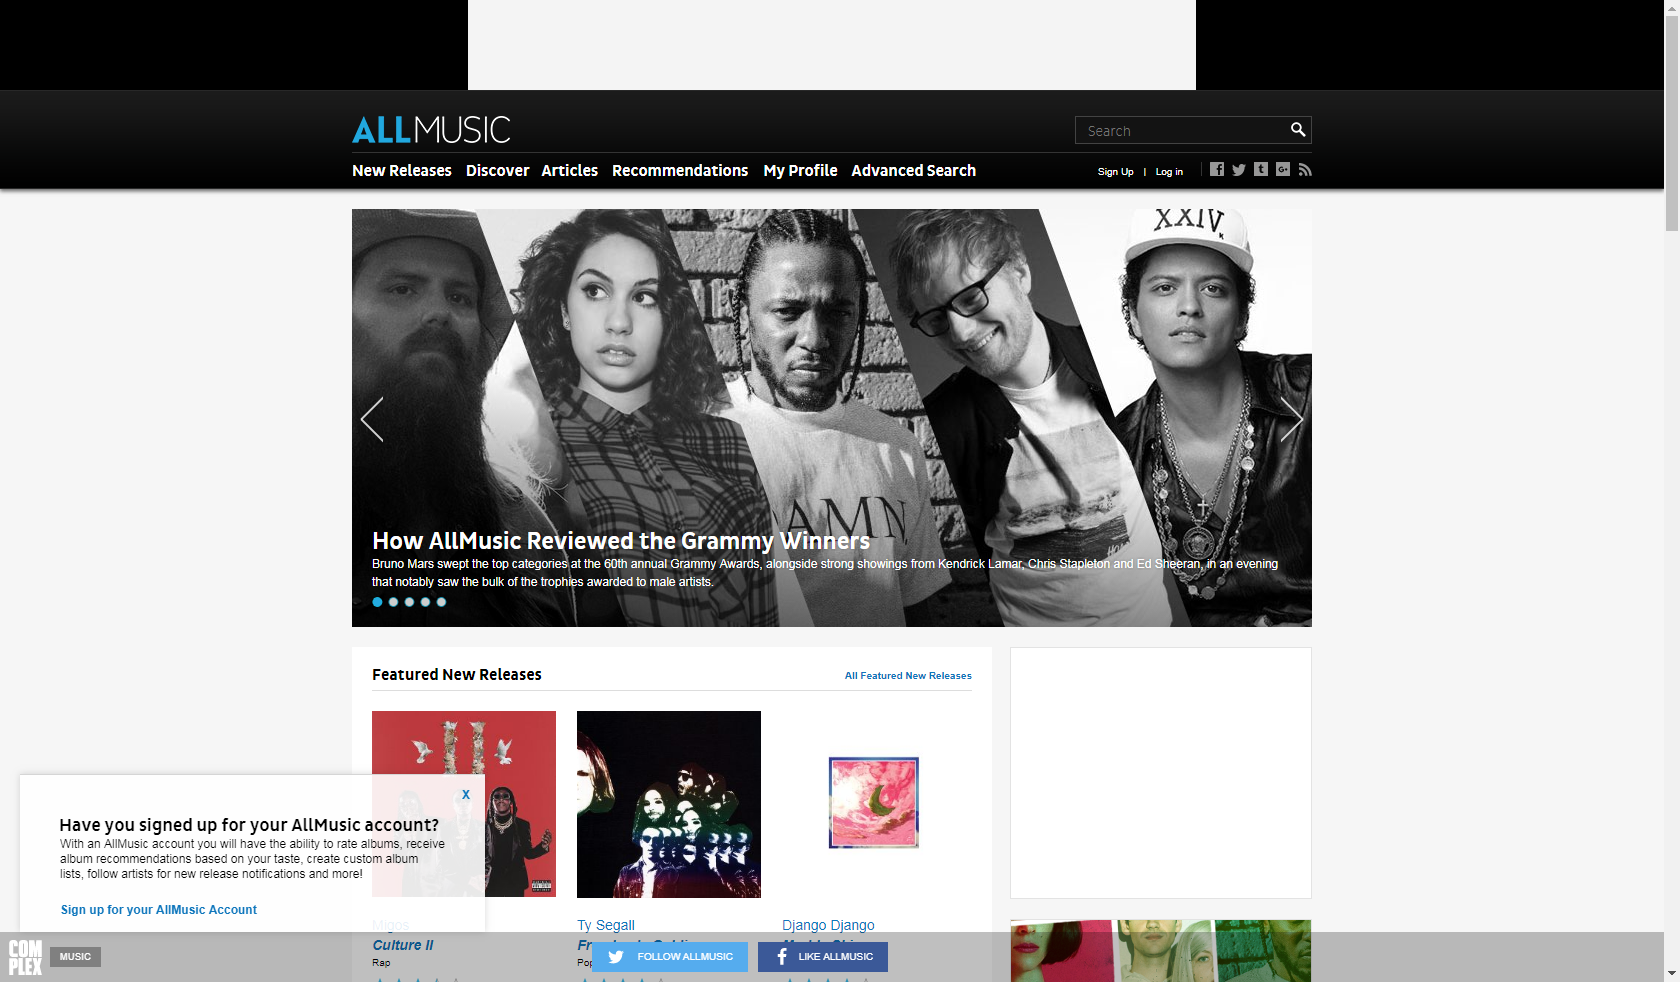 ALLMUSIC
Search
New Releases Discover Articles Recommendations My Profile Advanced Search
Sign Up | Log in
XXIV
K
DAMN
How AllMusic Reviewed the Grammy Winners
Bruno Mars swept the top categories at the 60th annual Grammy Awards, alongside strong showings from Kendrick Lamar, Chris Stapleton and Ed Sheeran, in an evening
that notably saw the bulk of the trophies awarded to male artists.
Featured New Releases
All Featured New Releases
X
Have you signed up for your AllMusic account?
With an AllMusic account you will have the ability to rate albums, receive
album recommendations based on your taste, create custom album
lists, follow artists for new release notifications and more!
Sign up for your AllMusic Account
Migos
Culture II
Rap
Ty Segall
Django Django
COM
PLEX
MUSIC
FOLLOW ALLMUSIC
LIKE ALLMUSIC